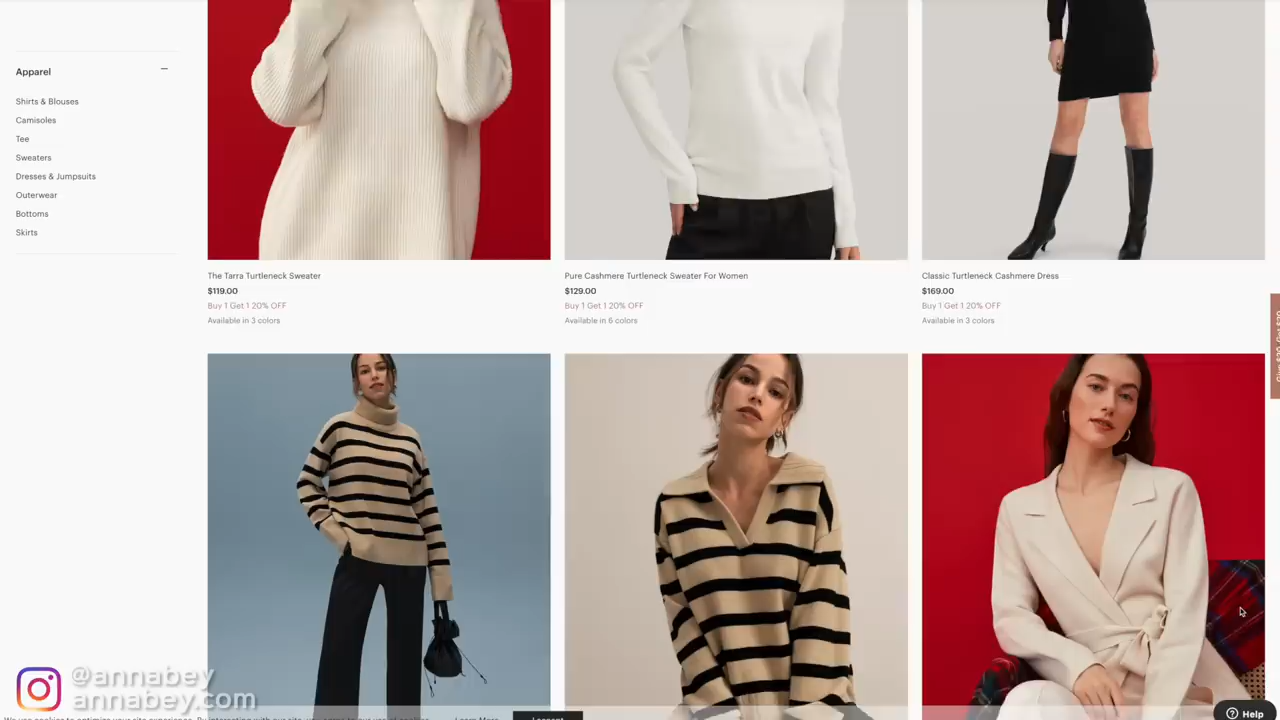 Apparel
Shirts & Blouses
Camisoles
Tee
Sweaters
Dresses & Jumpsuits
Outerwear
Bottoms
Skirts
The Tarra Turtleneck Sweater
$119.00
Buy 1 Get 1 20% OFF
Available in 3 colors
Pure Cashmere Turtleneck Sweater For Women
$129.00
Buy 1 Get 1 20% OFF
Available in 6 colors
Classic Turtleneck Cashmere Dress
$169.00
Buy 1 Get 1 20% OFF
Available in 3 colors
@annabey
annabey.com
Help